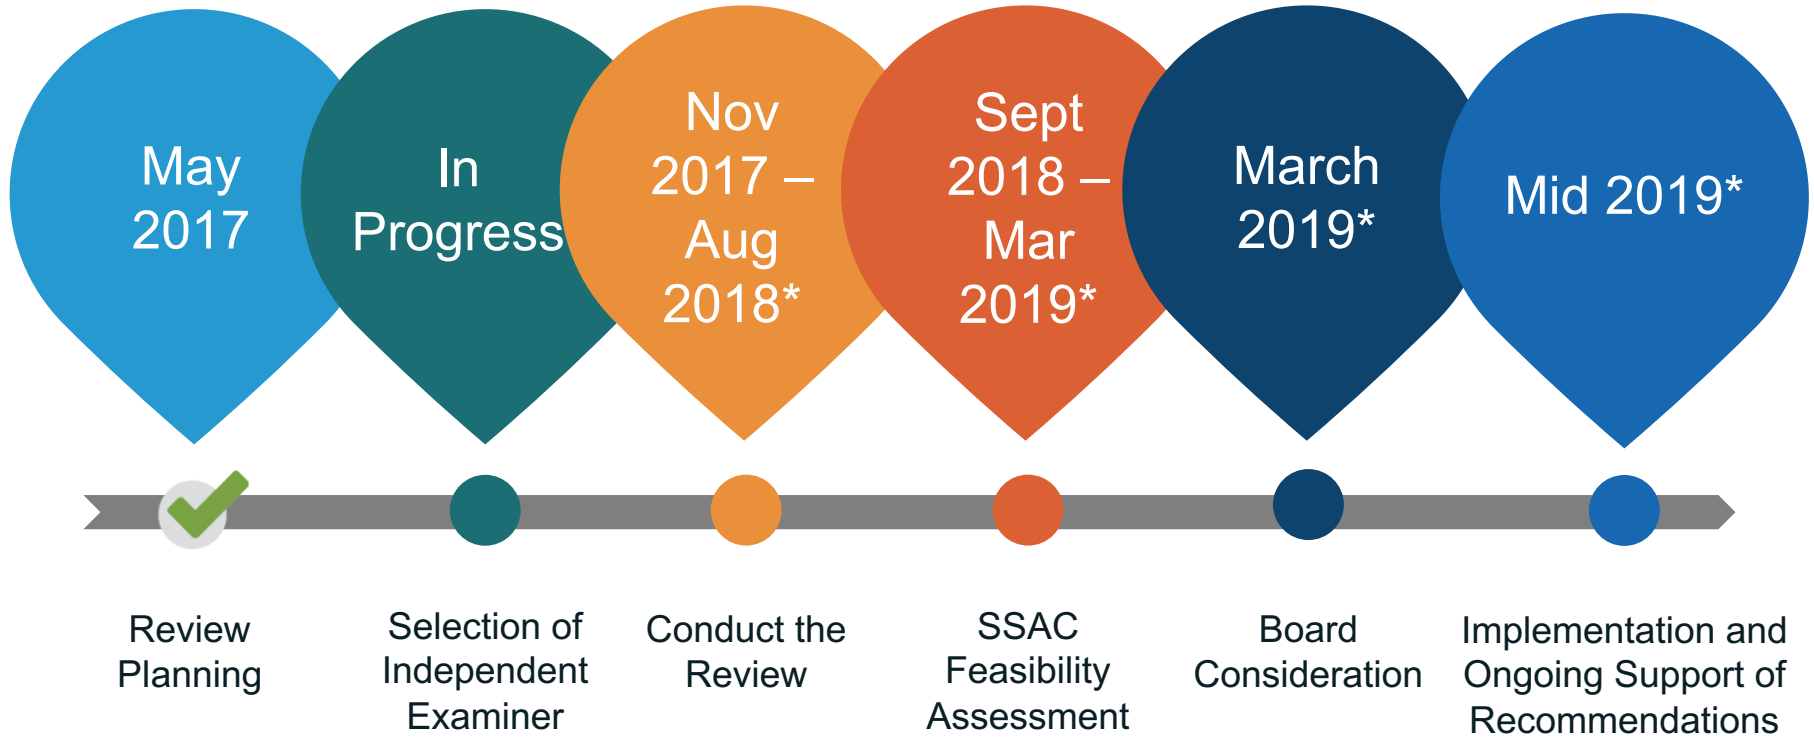 May
2017
In
Progress
Nov
2017 –
Aug
2018*
Sept
2018 –
Mar
2019*
March
2019*
Mid 2019*
Review
Planning
Selection of
Independent
Examiner
Conduct the
Review
SSAC
Feasibility
Assessment
Board
Consideration
Implementation and
Ongoing Support of
Recommendations